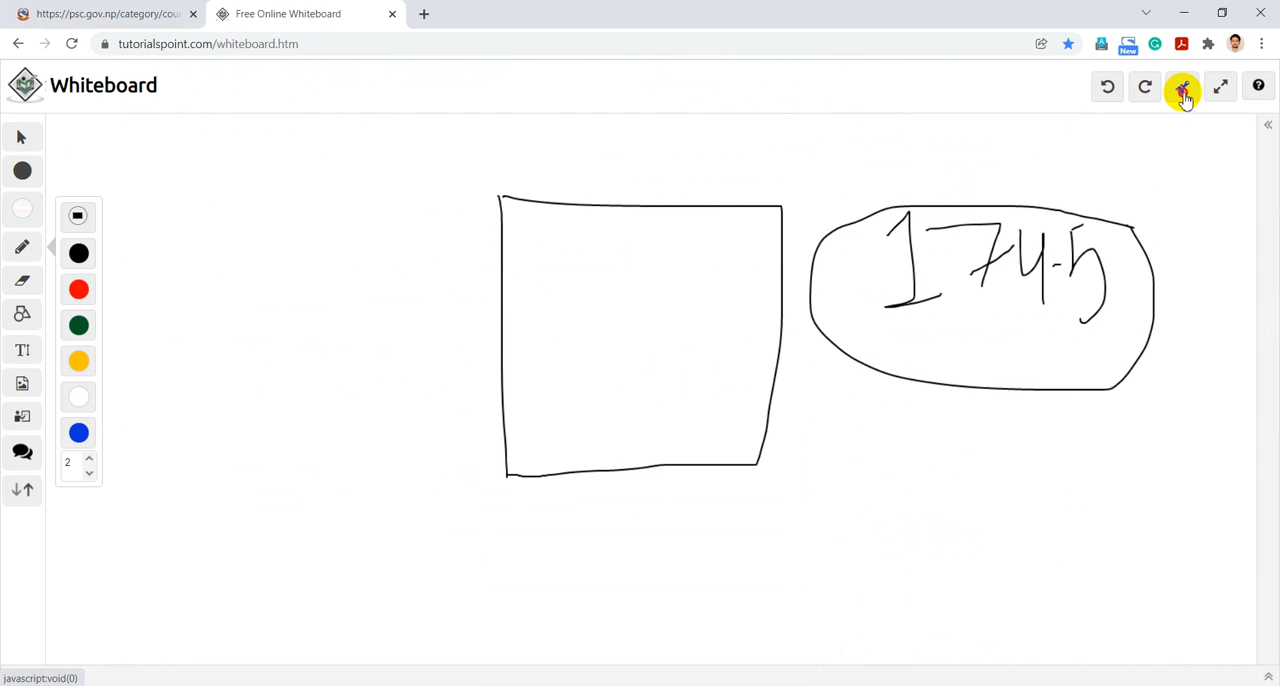 https://psc.gov.np/category/cou
Free Online Whiteboard
tutorialspoint.com/whiteboard.htm
New
Whiteboard
174.5
T
2
javascript:void(0)